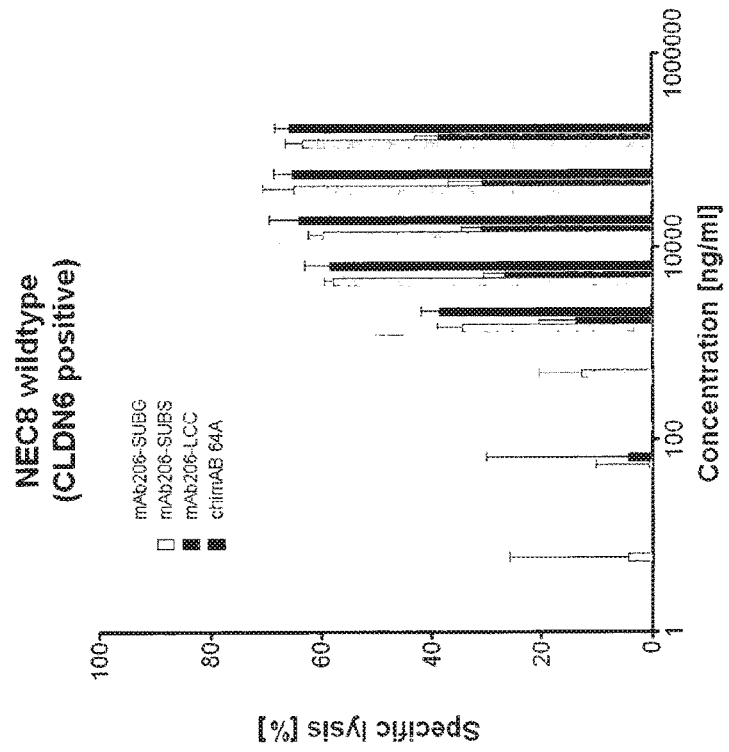 NEC8 wildtype
(CLDN6 positive)
mAb206-SUBG
mAb206-SUBS
mAb206-LCC
chimAB 64A
Specific lysis [%]
100
80
60
40
20
0
1
100
10000
1000000
Concentration [ng/ml]